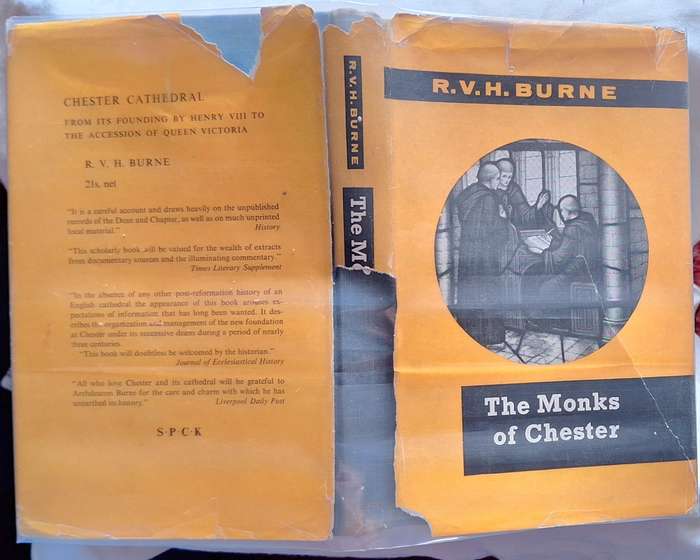 CHESTER CATHEDRAL
FROM ITS FOUNDING BY HENRY VIII TO
THE ACCESSION OF QUEEN VICTORIA
R. V. H. BURNE
21s. net
"It is a careful account and draws heavily on the unpublished
records of the Dean and Chapter, as well as on much unprinted
local material." History
"This scholarly book will be valued for the wealth of extracts
from documentary sources and the illuminating commentary."
Times Literary Supplement
"In the absence of any other post-reformation history of an
English cathedral the appearance of this book arouses ex-
pectations of information that has long been wanted. It des-
cribes the organization and management of the new foundation
at Chester under its successive deans during a period of nearly
three centuries.
"This book will doubtless be welcomed by the historian."
Journal of Ecclesiastical History
"All who love Chester and its cathedral will be grateful to
Archdeacon Burne for the care and charm with which he has
unearthed its history." Liverpool Daily Post
S·P·C·K
R.V.H.BURNE
The Mo
R.V.H.BURNE
The Monks
of Chester